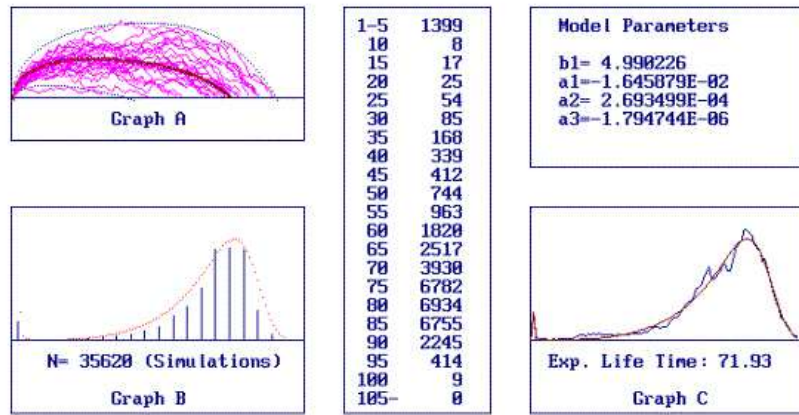 Graph A
N= 35620 (Simulations)
Graph B
1-5 1399
10 8
15 17
20 25
25 54
30 85
35 168
40 339
45 412
50 744
55 963
60 1820
65 2517
70 3930
75 6782
80 6934
85 6755
90 2245
95 414
100 9
105- 0
Model Parameters
b1= 4.990226
a1=-1.645879E-02
a2= 2.693499E-04
a3=-1.794744E-06
Exp. Life Time: 71.93
Graph C